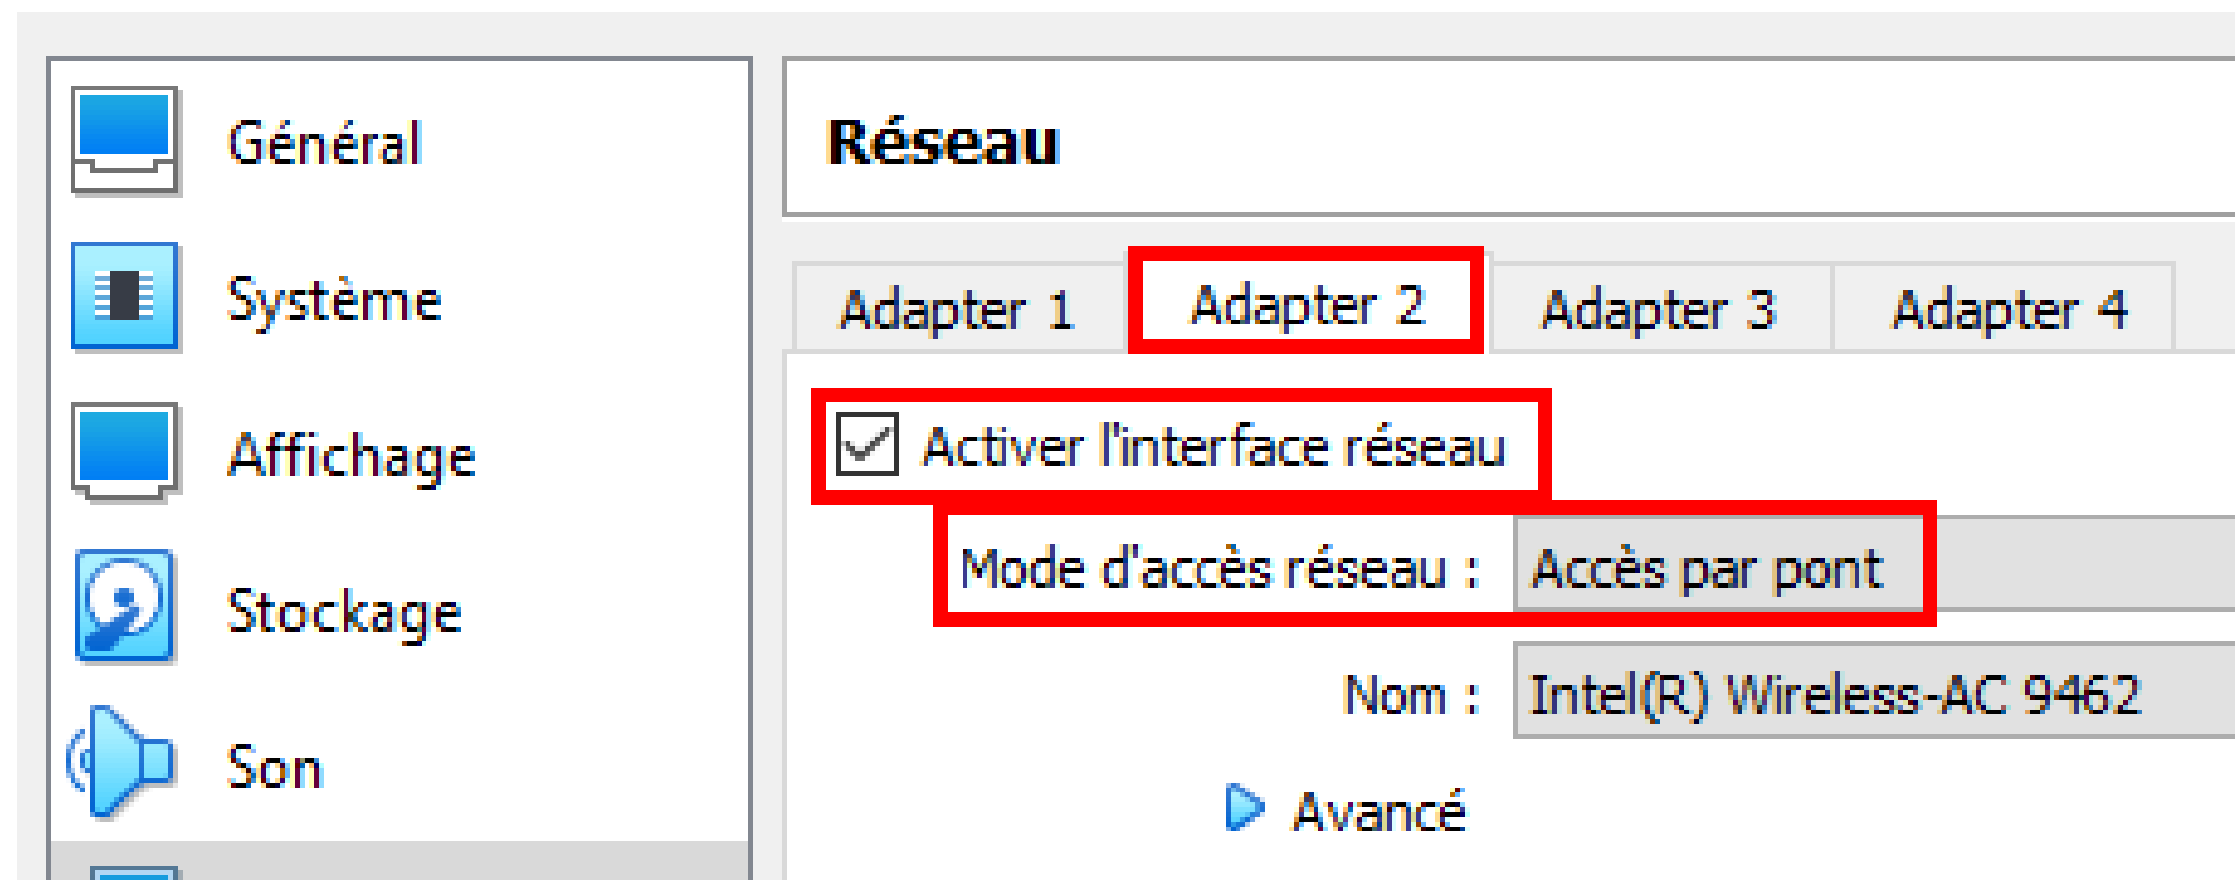 Général
Système
Affichage
Stockage
Son
Réseau
Adapter 1 Adapter 2 Adapter 3 Adapter 4
Activer l'interface réseau
Mode d'accès réseau : Accès par pont
Nom : Intel(R) Wireless-AC 9462
Avancé